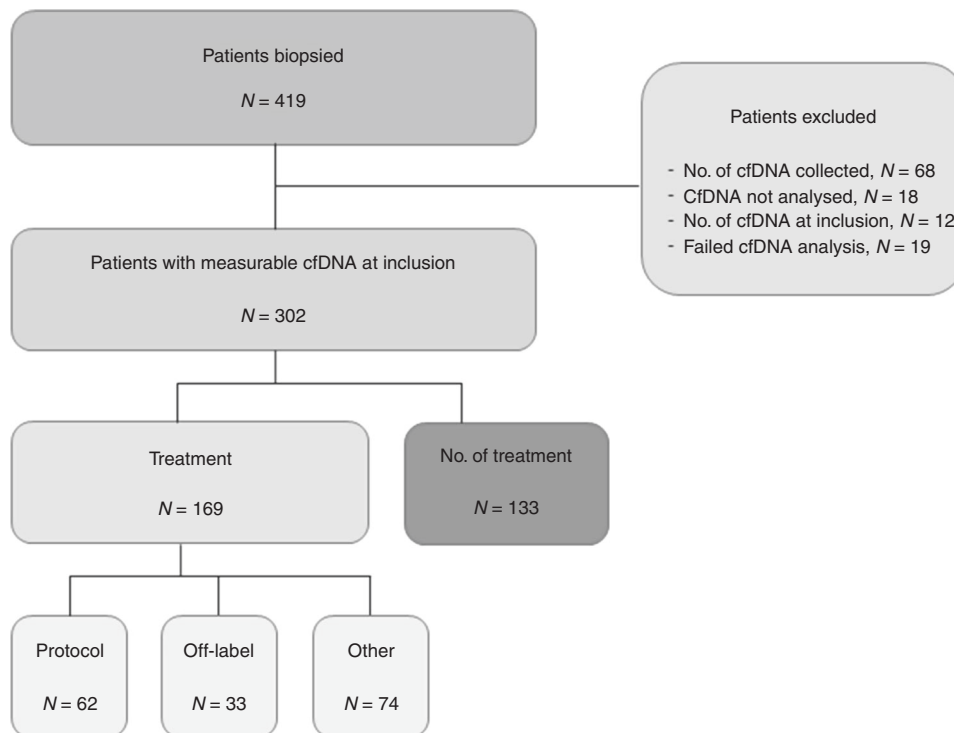 Patients biopsied
N = 419
Patients excluded
- No. of cfDNA collected, N = 68
- CfDNA not analysed, N = 18
- No. of cfDNA at inclusion, N = 12
- Failed cfDNA analysis, N = 19
Patients with measurable cfDNA at inclusion
N = 302
Treatment
N = 169
No. of treatment
N = 133
Protocol
N = 62
Off-label
N = 33
Other
N = 74